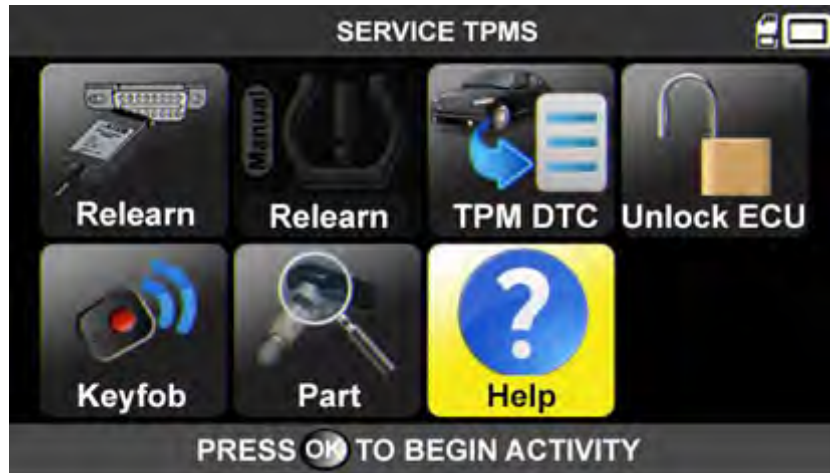 SERVICE TPMS
Manual
Relearn
Relearn
TPM DTC
Unlock ECU
Keyfob
Part
?
Help
PRESS OK TO BEGIN ACTIVITY